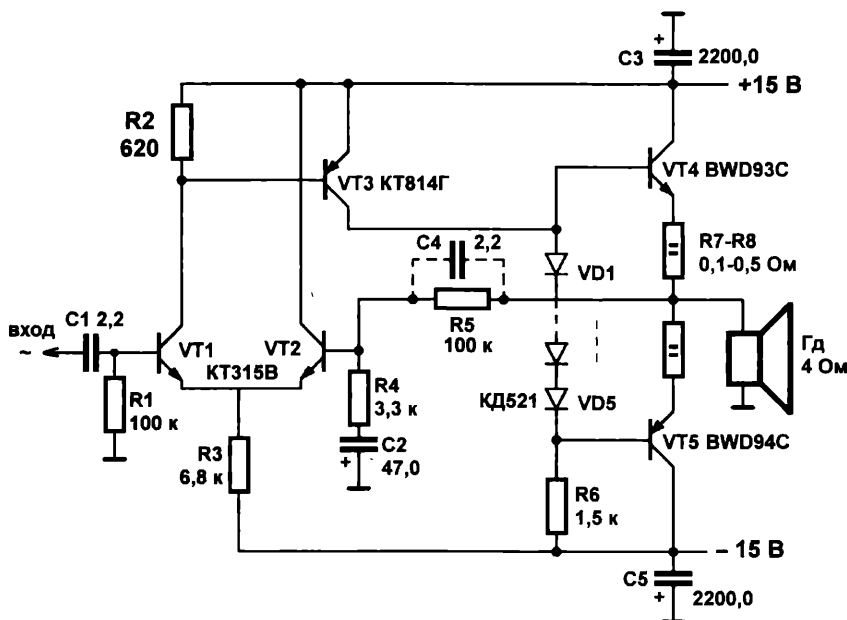 C3
+
2200,0
+15 В
R2
620
VT3 КТ814Г
VT4 BWD93C
C4
2,2
R7-R8
0,1-0,5 Ом
VD1
вход
~
C1 2,2
VT1
VT2
КТ315В
R5
100 к
Гд
4 Ом
R1
100 к
R4
3,3 к
КД521
VD5
VT5 BWD94C
R3
6,8 к
C2
+
47,0
R6
1,5 к
– 15 В
C5
+
2200,0